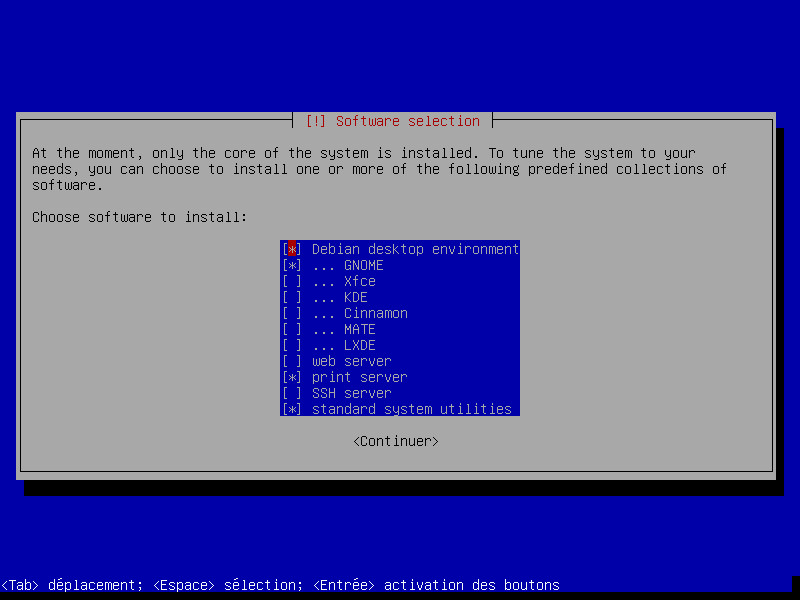 [!] Software selection
At the moment, only the core of the system is installed. To tune the system to your
needs, you can choose to install one or more of the following predefined collections of
software.
Choose software to install:
[*] Debian desktop environment
[*] ... GNOME
[ ] ... Xfce
[ ] ... KDE
[ ] ... Cinnamon
[ ] ... MATE
[ ] ... LXDE
[ ] web server
[*] print server
[ ] SSH server
[*] standard system utilities
<Continuer>
<Tab> déplacement; <Espace> sélection; <Entrée> activation des boutons